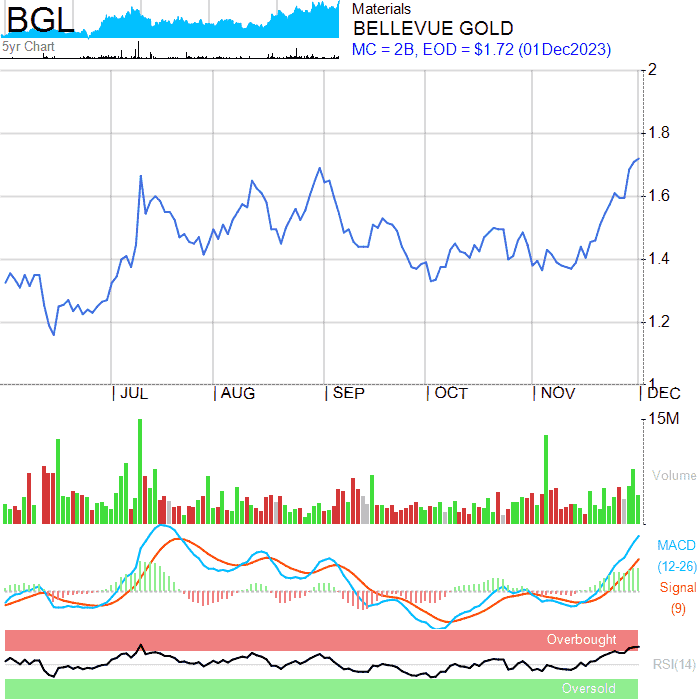 BGL
5yr Chart
Materials
BELLEVUE GOLD
MC = 2B, EOD = $1.72 (01Dec2023)
2
1.8
1.6
1.4
1.2
1
JUL AUG SEP OCT NOV DEC
15M
Volume
MACD
(12-26)
Signal
(9)
Overbought
RSI(14)
Oversold